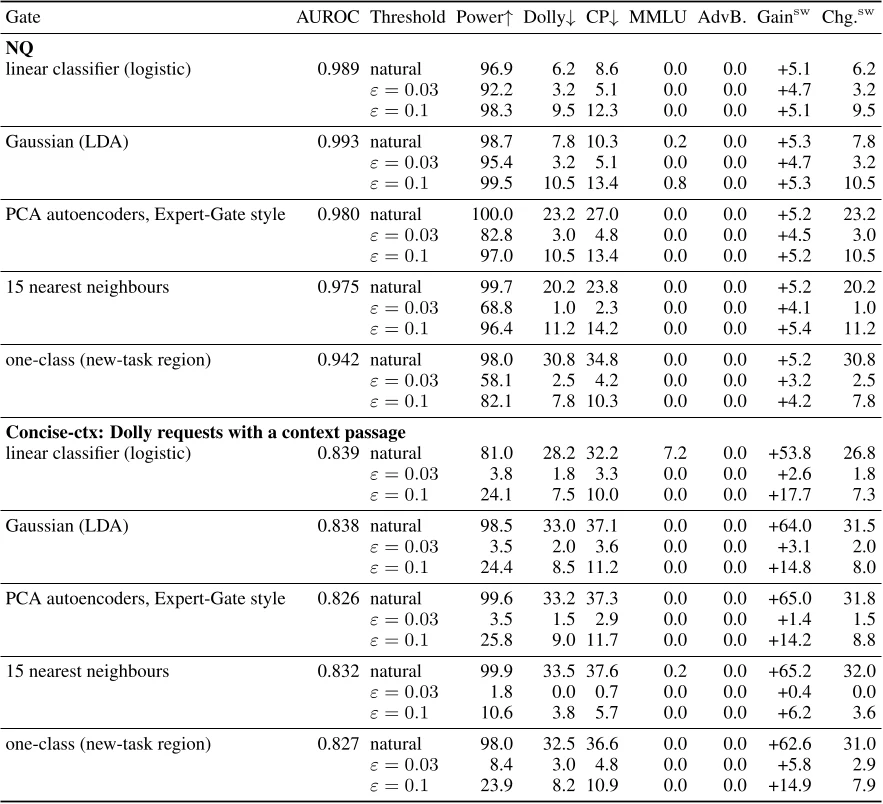 Gate AUROC Threshold Power↑ Dolly↓ CP↓ MMLU AdvB. Gain^sw Chg.^sw
NQ
linear classifier (logistic) 0.989 natural 96.9 6.2 8.6 0.0 0.0 +5.1 6.2
ε = 0.03 92.2 3.2 5.1 0.0 0.0 +4.7 3.2
ε = 0.1 98.3 9.5 12.3 0.0 0.0 +5.1 9.5
Gaussian (LDA) 0.993 natural 98.7 7.8 10.3 0.2 0.0 +5.3 7.8
ε = 0.03 95.4 3.2 5.1 0.0 0.0 +4.7 3.2
ε = 0.1 99.5 10.5 13.4 0.8 0.0 +5.3 10.5
PCA autoencoders, Expert-Gate style 0.980 natural 100.0 23.2 27.0 0.0 0.0 +5.2 23.2
ε = 0.03 82.8 3.0 4.8 0.0 0.0 +4.5 3.0
ε = 0.1 97.0 10.5 13.4 0.0 0.0 +5.2 10.5
15 nearest neighbours 0.975 natural 99.7 20.2 23.8 0.0 0.0 +5.2 20.2
ε = 0.03 68.8 1.0 2.3 0.0 0.0 +4.1 1.0
ε = 0.1 96.4 11.2 14.2 0.0 0.0 +5.4 11.2
one-class (new-task region) 0.942 natural 98.0 30.8 34.8 0.0 0.0 +5.2 30.8
ε = 0.03 58.1 2.5 4.2 0.0 0.0 +3.2 2.5
ε = 0.1 82.1 7.8 10.3 0.0 0.0 +4.2 7.8
Concise-ctx: Dolly requests with a context passage
linear classifier (logistic) 0.839 natural 81.0 28.2 32.2 7.2 0.0 +53.8 26.8
ε = 0.03 3.8 1.8 3.3 0.0 0.0 +2.6 1.8
ε = 0.1 24.1 7.5 10.0 0.0 0.0 +17.7 7.3
Gaussian (LDA) 0.838 natural 98.5 33.0 37.1 0.0 0.0 +64.0 31.5
ε = 0.03 3.5 2.0 3.6 0.0 0.0 +3.1 2.0
ε = 0.1 24.4 8.5 11.2 0.0 0.0 +14.8 8.0
PCA autoencoders, Expert-Gate style 0.826 natural 99.6 33.2 37.3 0.0 0.0 +65.0 31.8
ε = 0.03 3.5 1.5 2.9 0.0 0.0 +1.4 1.5
ε = 0.1 25.8 9.0 11.7 0.0 0.0 +14.2 8.8
15 nearest neighbours 0.832 natural 99.9 33.5 37.6 0.2 0.0 +65.2 32.0
ε = 0.03 1.8 0.0 0.7 0.0 0.0 +0.4 0.0
ε = 0.1 10.6 3.8 5.7 0.0 0.0 +6.2 3.6
one-class (new-task region) 0.827 natural 98.0 32.5 36.6 0.0 0.0 +62.6 31.0
ε = 0.03 8.4 3.0 4.8 0.0 0.0 +5.8 2.9
ε = 0.1 23.9 8.2 10.9 0.0 0.0 +14.9 7.9